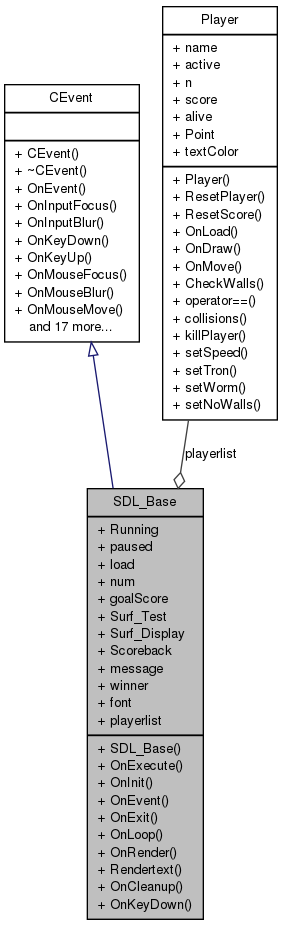 Player
+ name
+ active
+ n
+ score
+ alive
+ Point
+ textColor
+ Player()
+ ResetPlayer()
+ ResetScore()
+ OnLoad()
+ OnDraw()
+ OnMove()
+ CheckWalls()
+ operator==()
+ collisions()
+ killPlayer()
+ setSpeed()
+ setTron()
+ setWorm()
+ setNoWalls()
CEvent
+ CEvent()
+ ~CEvent()
+ OnEvent()
+ OnInputFocus()
+ OnInputBlur()
+ OnKeyDown()
+ OnKeyUp()
+ OnMouseFocus()
+ OnMouseBlur()
+ OnMouseMove()
and 17 more...
playerlist
SDL_Base
+ Running
+ paused
+ load
+ num
+ goalScore
+ Surf_Test
+ Surf_Display
+ Scoreback
+ message
+ winner
+ font
+ playerlist
+ SDL_Base()
+ OnExecute()
+ OnInit()
+ OnEvent()
+ OnExit()
+ OnLoop()
+ OnRender()
+ Rendertext()
+ OnCleanup()
+ OnKeyDown()